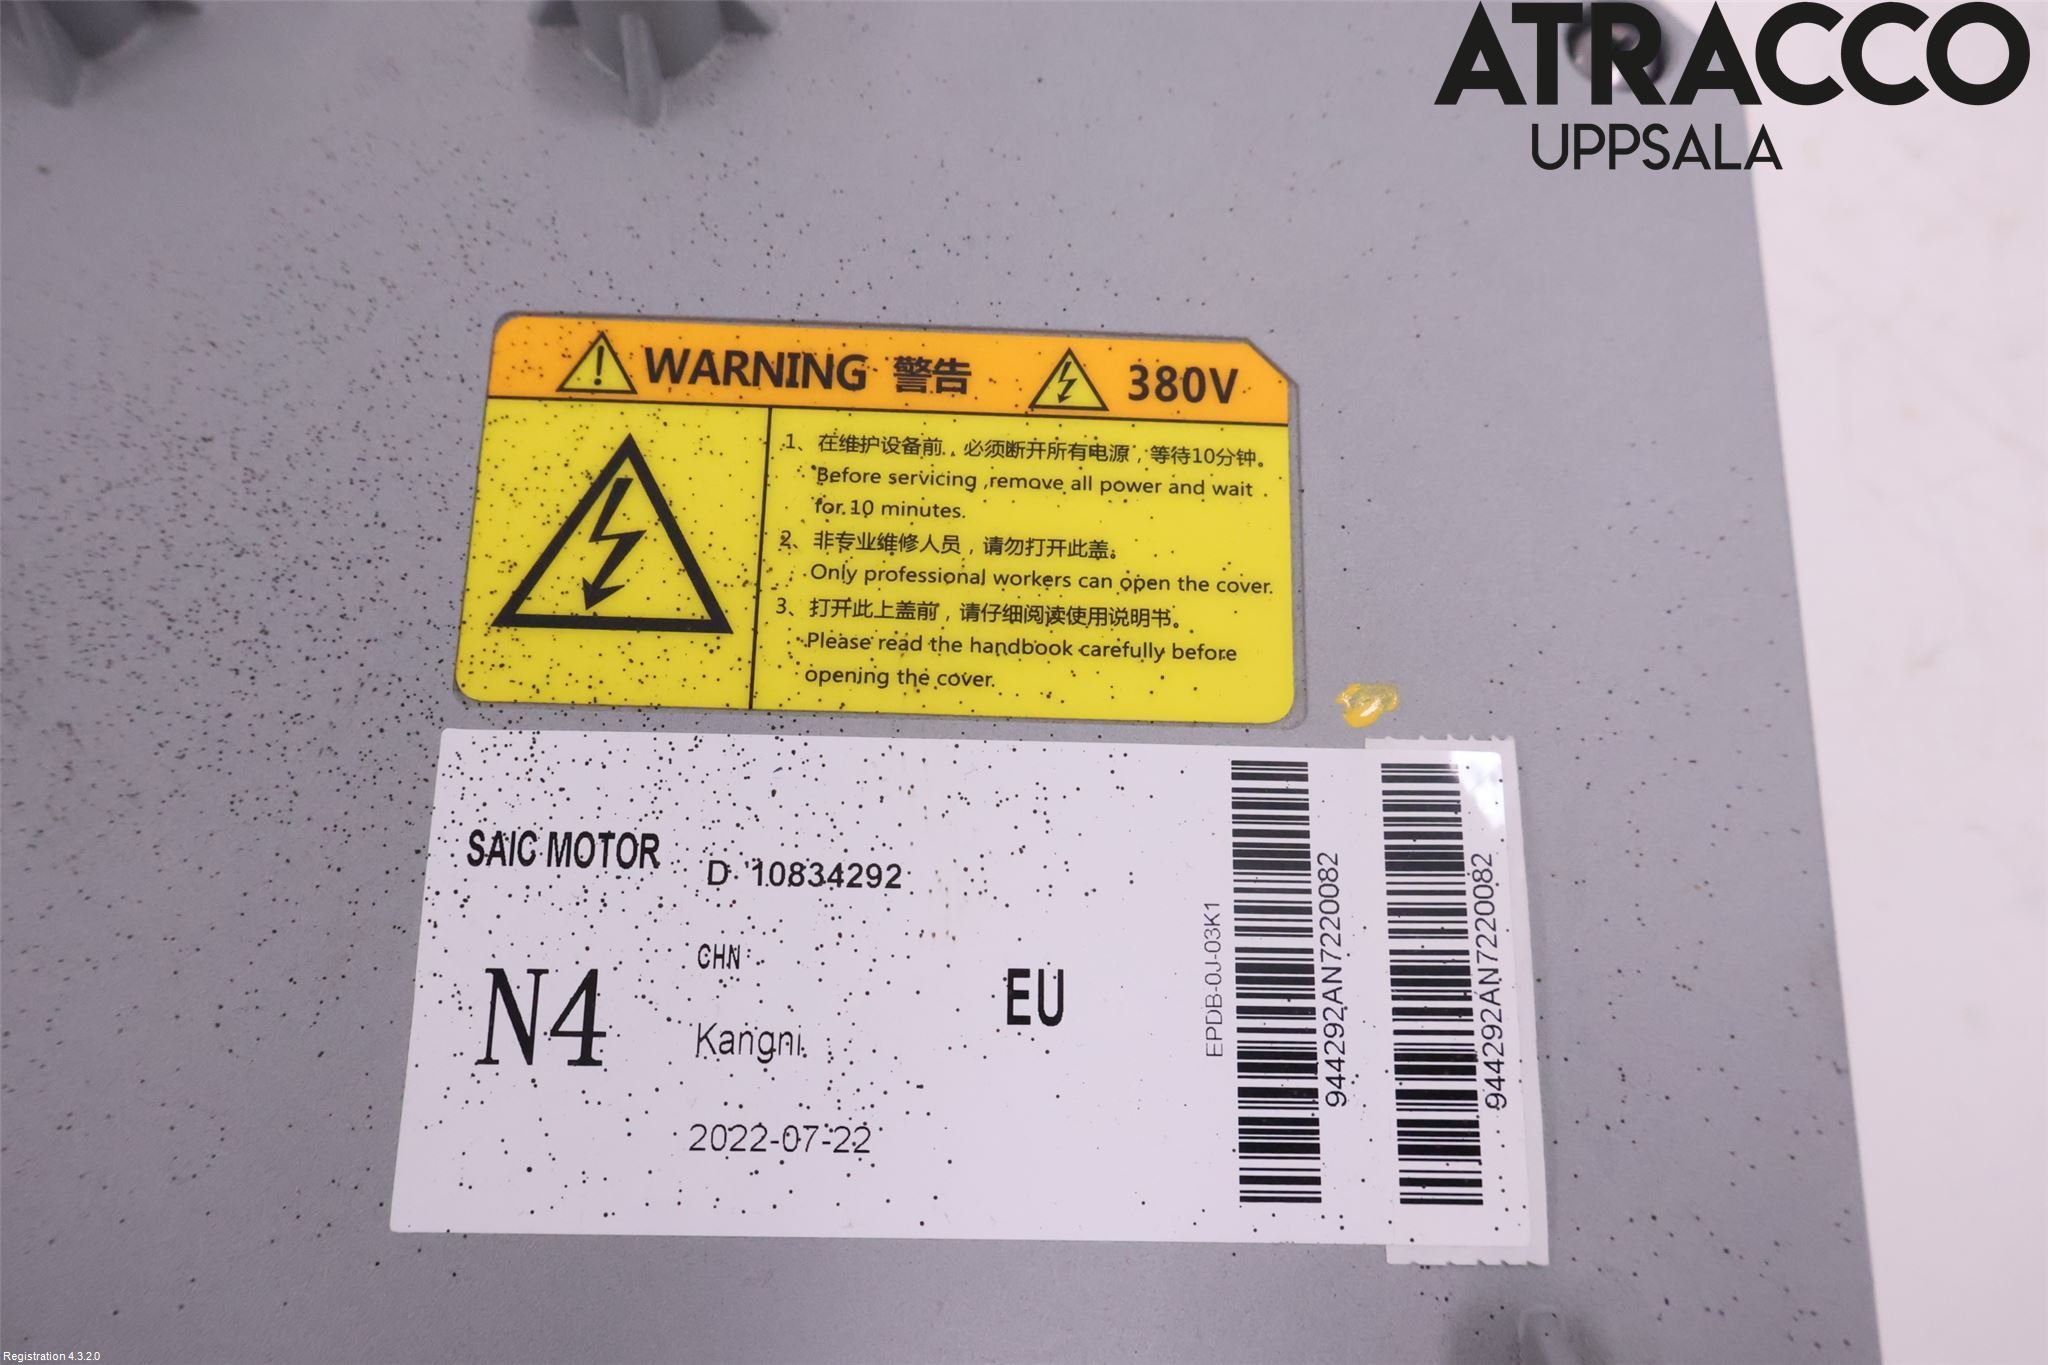 ATRACCO
UPPSALA
WARNING 警告 380V
1、在维护设备前，必须断开所有电源，等待10分钟。
Before servicing ,remove all power and wait
for 10 minutes.
2、非专业维修人员，请勿打开此盖。
Only professional workers can open the cover.
3、打开此上盖前，请仔细阅读使用说明书。
Please read the handbook carefully before
opening the cover.
SAIC MOTOR
D 10834292
N4
CHN
Kangni
EU
2022-07-22
EPDB-0J-03K1
944292AN7220082
944292AN7220082
Registration 4.3.2.0